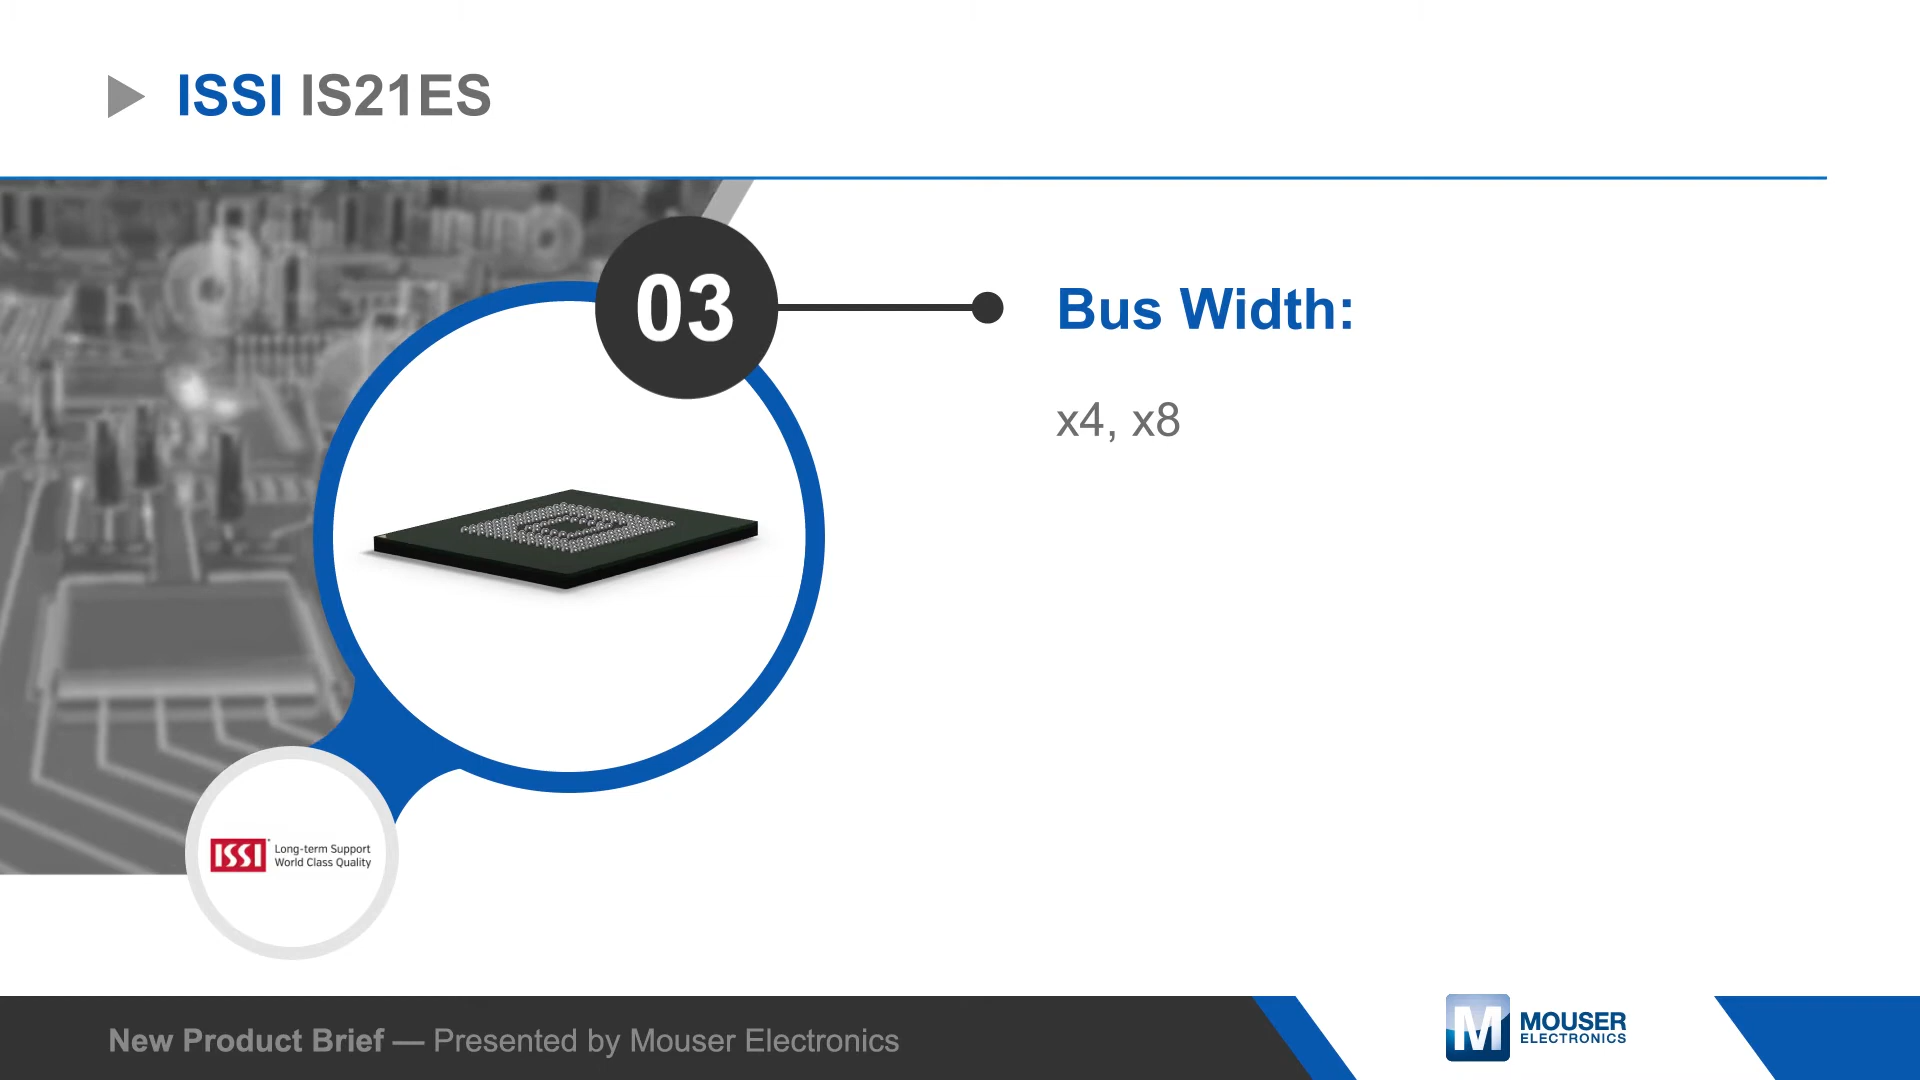 ISSI IS21ES
03
Bus Width:
x4, x8
ISSI Long-term Support
World Class Quality
New Product Brief — Presented by Mouser Electronics
M MOUSER
ELECTRONICS